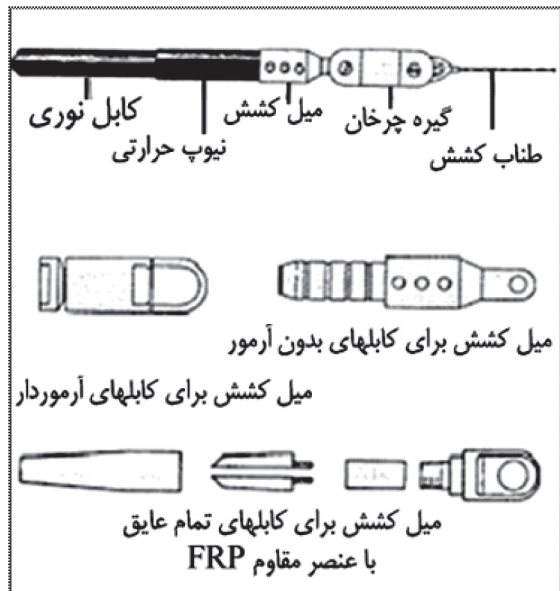 کابل نوری
نیوپ حرارتی
میل کشش
گیره چرخان
طناب کشش
میل کشش برای کابلهای بدون آرمور
میل کشش برای کابلهای آرموردار
میل کشش برای کابلهای تمام عایق
با عنصر مقاوم FRP